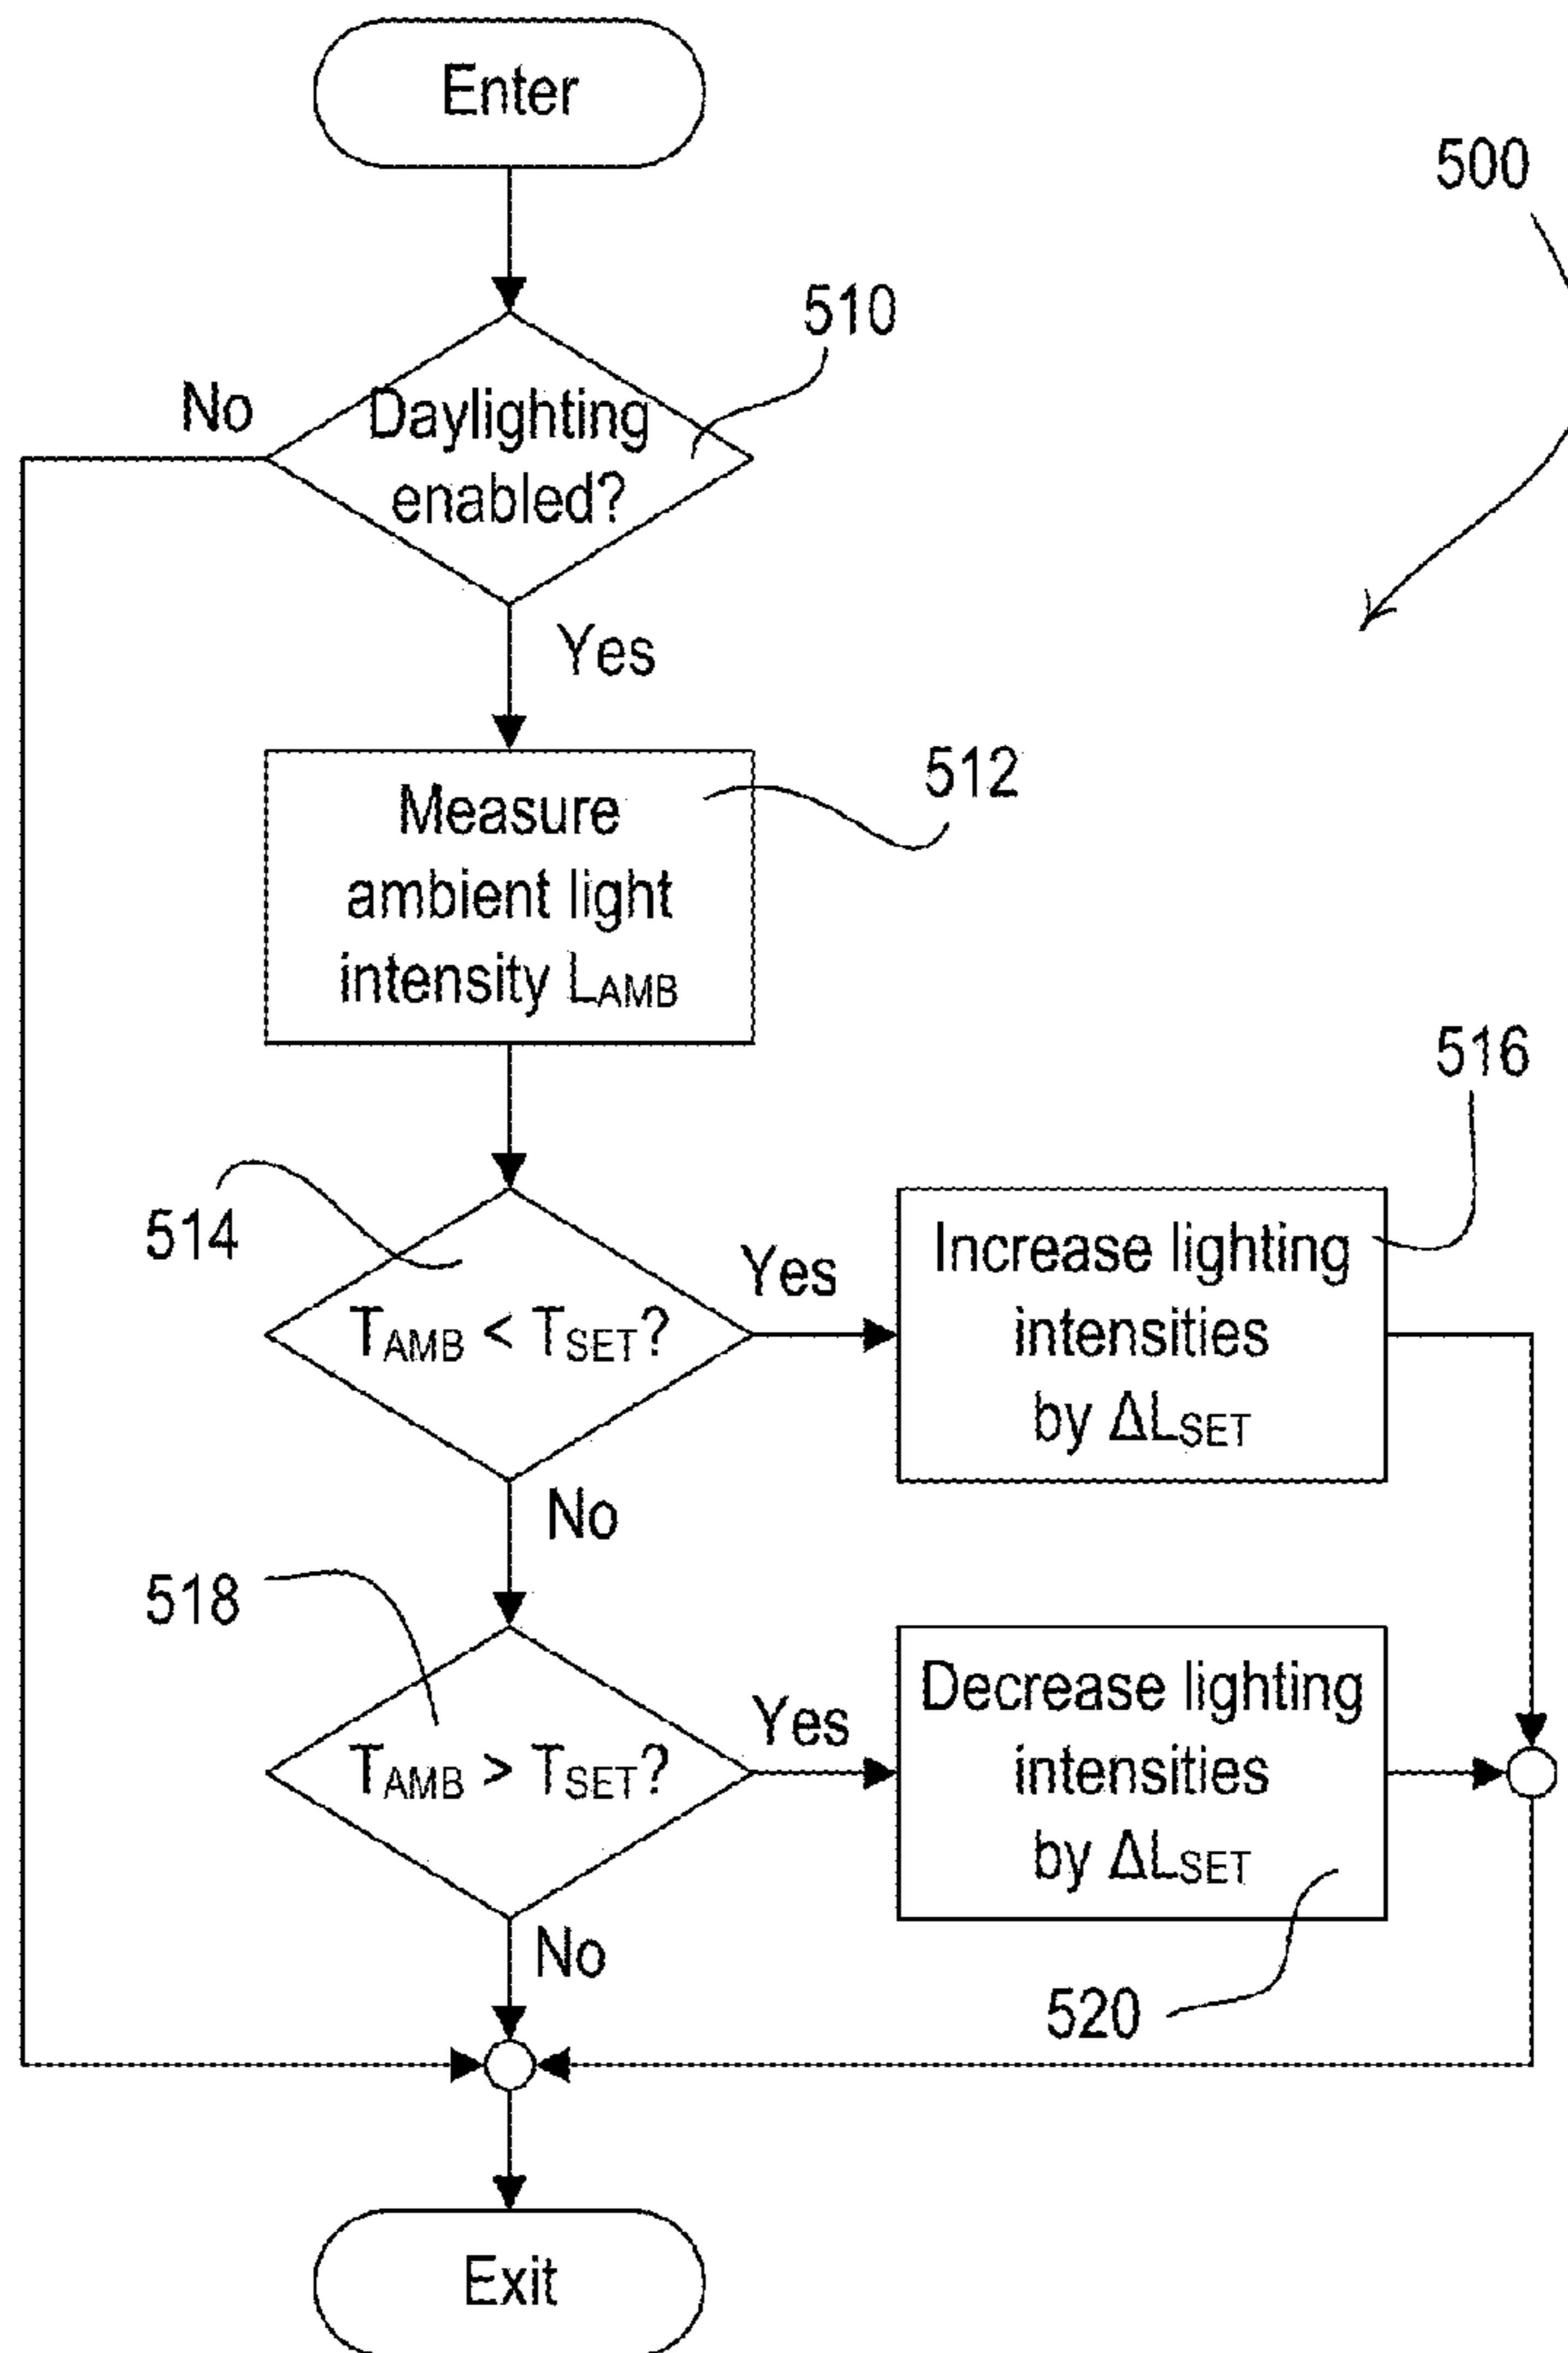 Enter
500
510
No
Daylighting
enabled?
Yes
512
Measure
ambient light
intensity LAMB
516
514
Yes
Increase lighting
intensities
by ΔLSET
TAMB < TSET?
No
518
Yes
Decrease lighting
intensities
by ΔLSET
TAMB > TSET?
No
520
Exit